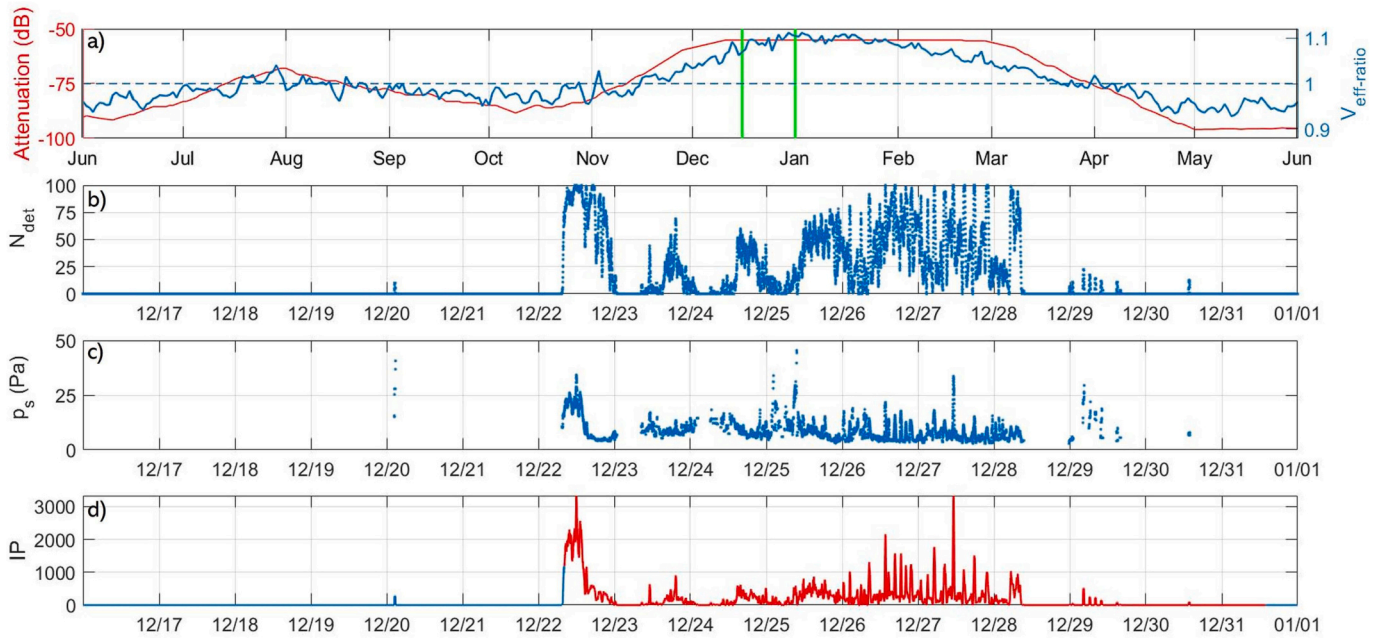 a)
Attenuation (dB)
-50
-75
-100
1.1
1
0.9
V_eff-ratio
Jun Jul Aug Sep Oct Nov Dec Jan Feb Mar Apr May Jun
b)
N_det
100
75
50
25
0
12/17 12/18 12/19 12/20 12/21 12/22 12/23 12/24 12/25 12/26 12/27 12/28 12/29 12/30 12/31 01/01
c)
p_s (Pa)
50
25
0
12/17 12/18 12/19 12/20 12/21 12/22 12/23 12/24 12/25 12/26 12/27 12/28 12/29 12/30 12/31 01/01
d)
IP
3000
2000
1000
0
12/17 12/18 12/19 12/20 12/21 12/22 12/23 12/24 12/25 12/26 12/27 12/28 12/29 12/30 12/31 01/01